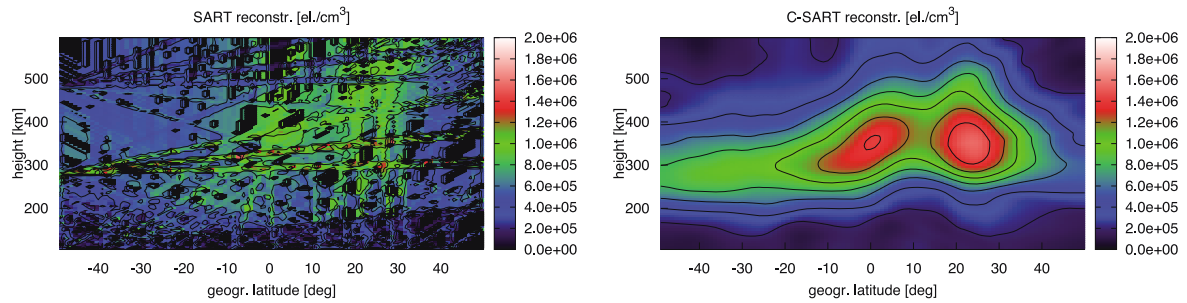 SART reconstr. [el./cm³]
height [km]
500
400
300
200
-40 -30 -20 -10 0 10 20 30 40
geogr. latitude [deg]
2.0e+06
1.8e+06
1.6e+06
1.4e+06
1.2e+06
1.0e+06
8.0e+05
6.0e+05
4.0e+05
2.0e+05
0.0e+00
C-SART reconstr. [el./cm³]
height [km]
500
400
300
200
-40 -30 -20 -10 0 10 20 30 40
geogr. latitude [deg]
2.0e+06
1.8e+06
1.6e+06
1.4e+06
1.2e+06
1.0e+06
8.0e+05
6.0e+05
4.0e+05
2.0e+05
0.0e+00